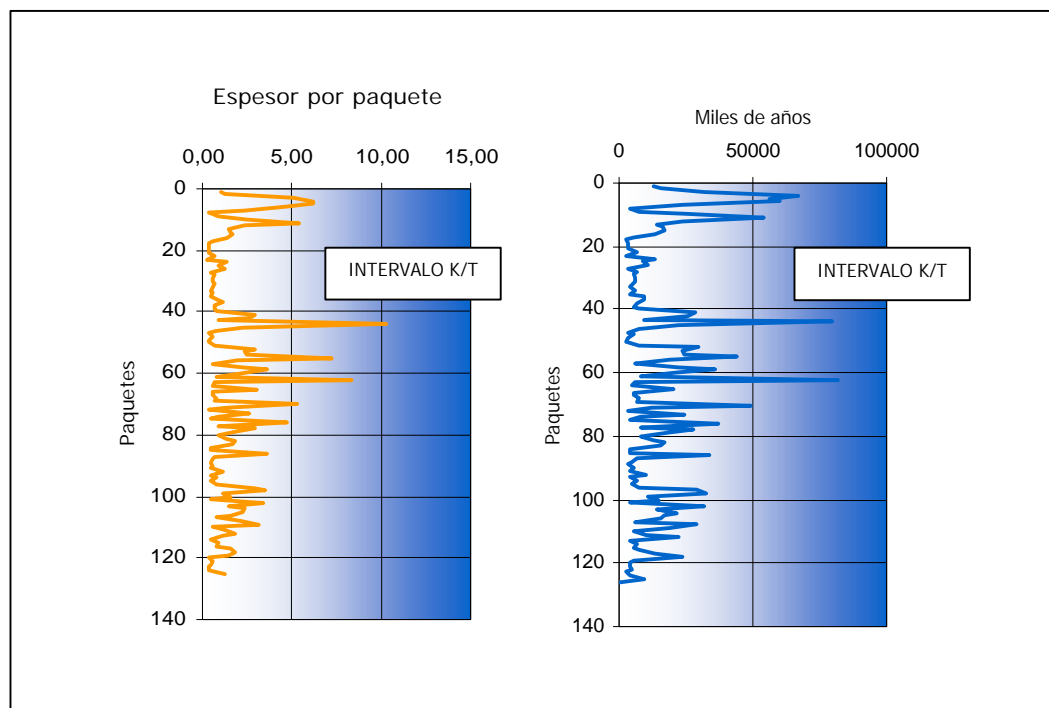 Espesor por paquete
0,00 5,00 10,00 15,00
0
20
40
60
80
100
120
140
Paquetes
INTERVALO K/T
Miles de años
0 50000 100000
0
20
40
60
80
100
120
140
Paquetes
INTERVALO K/T